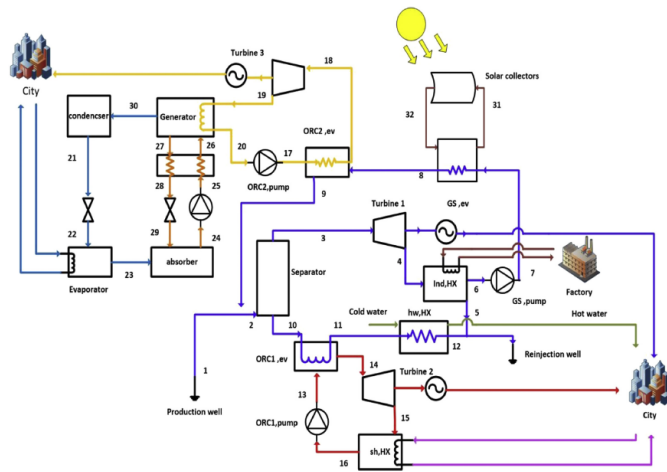 Turbine 3
18
City
19
Solar collectors
condencser
30
Generator
ORC2 ,ev
32
31
27
26
20
17
21
8
28
25
ORC2,pump
9
Turbine 1
GS ,ev
22
29
24
3
23
absorber
4
7
Evaporator
Separator
Ind,HX
6
Factory
GS,pump
5
Cold water
hw,HX
Hot water
2
10
11
12
1
ORC1 ,ev
14
Turbine 2
Reinjection well
13
Production well
ORC1,pump
15
City
16
sh,HX